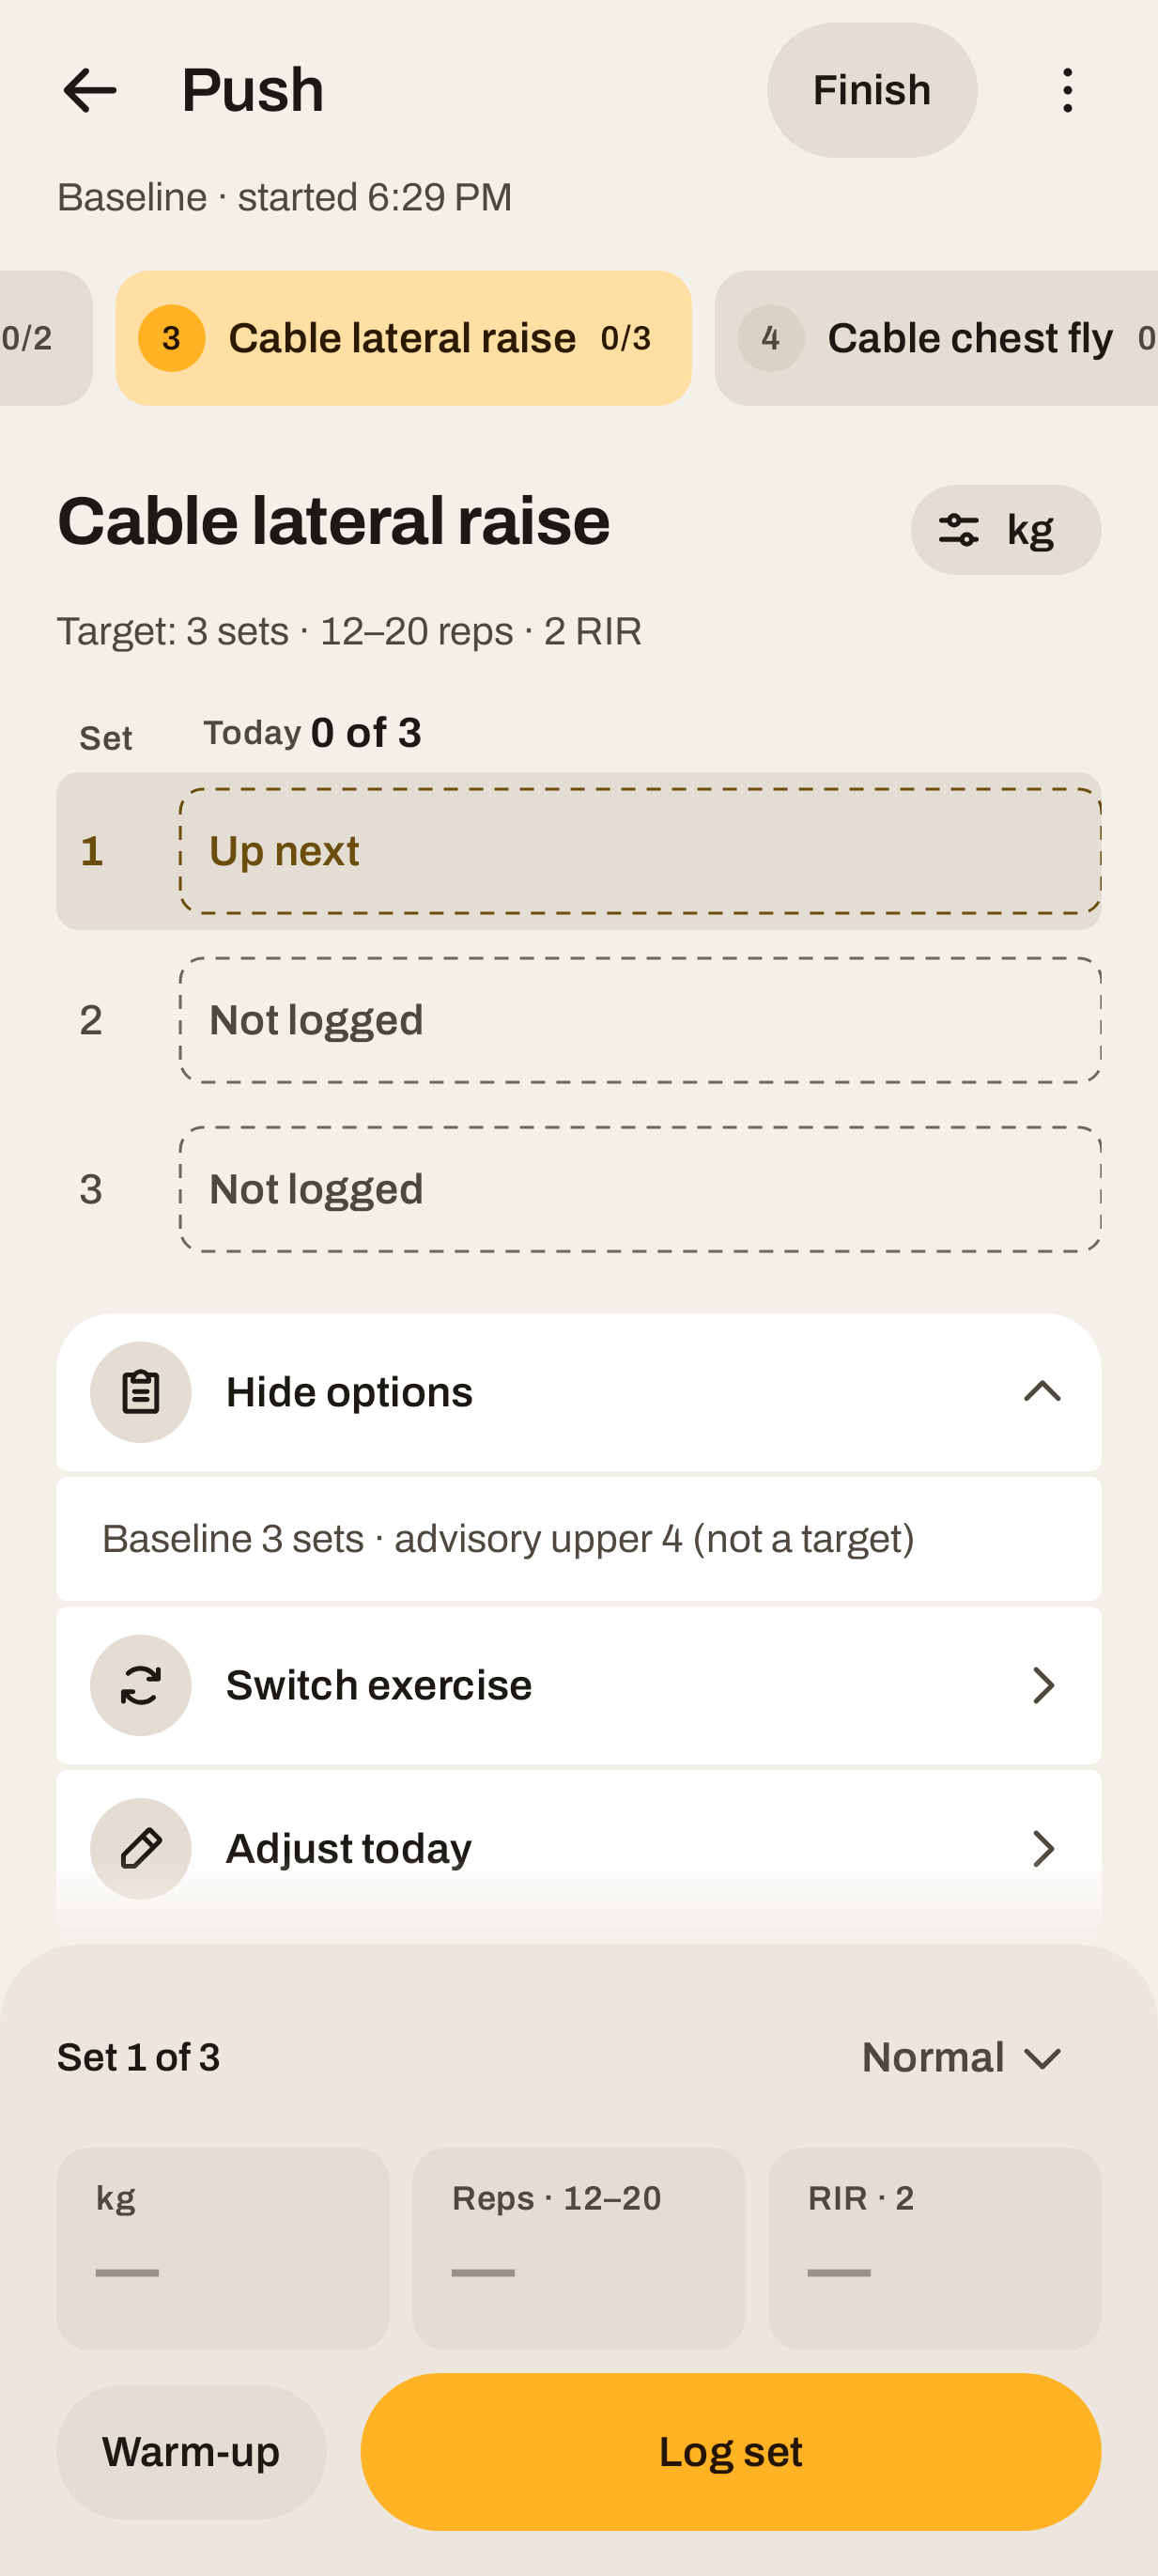 Push
Finish
Baseline · started 6:29 PM
0/2
3 Cable lateral raise 0/3
4 Cable chest fly 0
Cable lateral raise
kg
Target: 3 sets · 12–20 reps · 2 RIR
Set Today 0 of 3
1 Up next
2 Not logged
3 Not logged
Hide options
Baseline 3 sets · advisory upper 4 (not a target)
Switch exercise
Adjust today
Set 1 of 3
Normal
kg
—
Reps · 12–20
—
RIR · 2
—
Warm-up
Log set